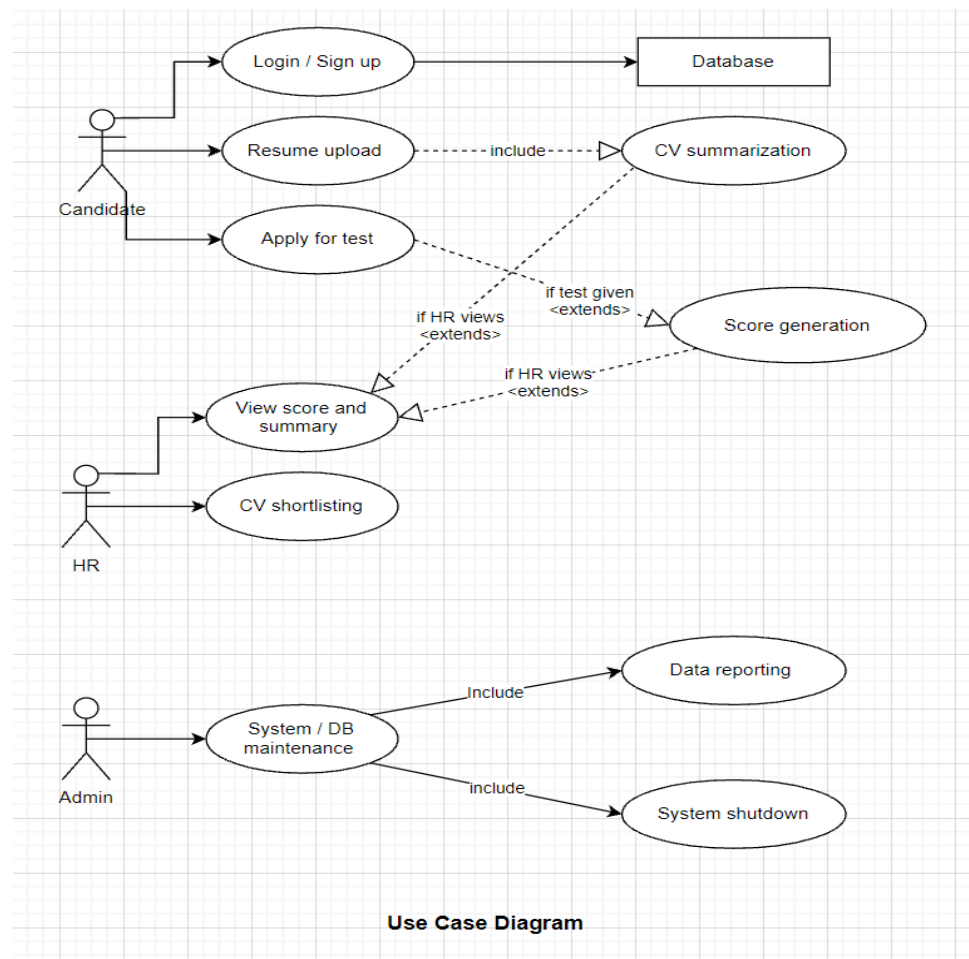 Login / Sign up
Database
Resume upload
include
CV summarization
Candidate
Apply for test
if test given
<extends>
if HR views
<extends>
Score generation
if HR views
<extends>
View score and
summary
CV shortlisting
HR
Data reporting
Include
System / DB
maintenance
include
Admin
System shutdown
Use Case Diagram